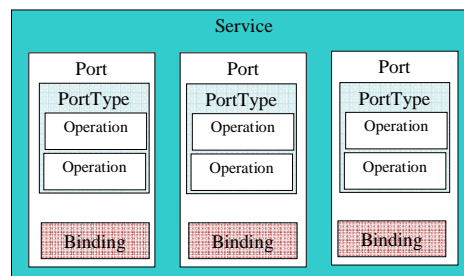 Service
Port
PortType
Operation
Operation
Binding
Port
PortType
Operation
Operation
Binding
Port
PortType
Operation
Operation
Binding